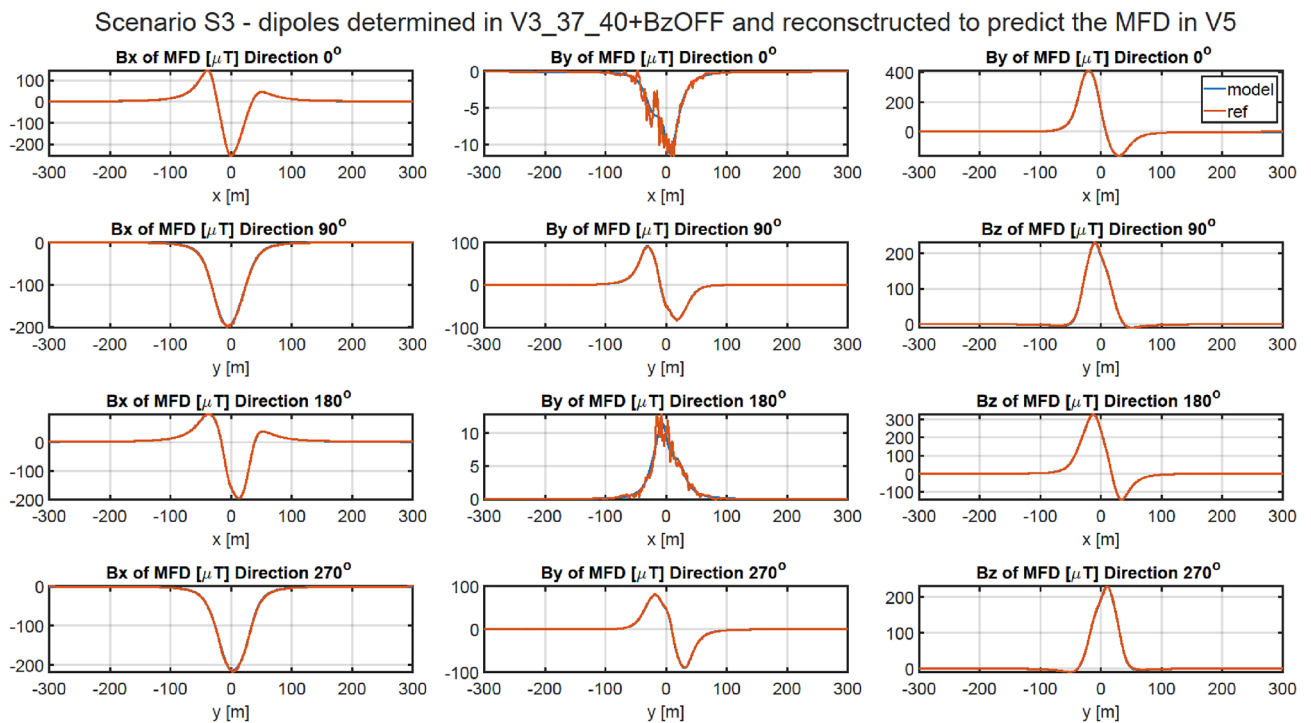 Scenario S3 - dipoles determined in V3_37_40+BzOFF and reconsctructed to predict the MFD in V5
Bx of MFD [μT] Direction 0°
100
0
-100
-200
-300 -200 -100 0 100 200 300
x [m]
By of MFD [μT] Direction 0°
0
-5
-10
-300 -200 -100 0 100 200 300
x [m]
By of MFD [μT] Direction 0°
400
200
0
model
ref
-300 -200 -100 0 100 200 300
x [m]
Bx of MFD [μT] Direction 90°
0
-100
-200
-300 -200 -100 0 100 200 300
y [m]
By of MFD [μT] Direction 90°
100
0
-100
-300 -200 -100 0 100 200 300
y [m]
Bz of MFD [μT] Direction 90°
200
100
0
-300 -200 -100 0 100 200 300
y [m]
Bx of MFD [μT] Direction 180°
100
0
-100
-200
-300 -200 -100 0 100 200 300
x [m]
By of MFD [μT] Direction 180°
10
5
0
-300 -200 -100 0 100 200 300
x [m]
Bz of MFD [μT] Direction 180°
300
200
100
0
-100
-300 -200 -100 0 100 200 300
x [m]
Bx of MFD [μT] Direction 270°
0
-100
-200
-300 -200 -100 0 100 200 300
y [m]
By of MFD [μT] Direction 270°
100
0
-100
-300 -200 -100 0 100 200 300
y [m]
Bz of MFD [μT] Direction 270°
200
100
0
-300 -200 -100 0 100 200 300
y [m]